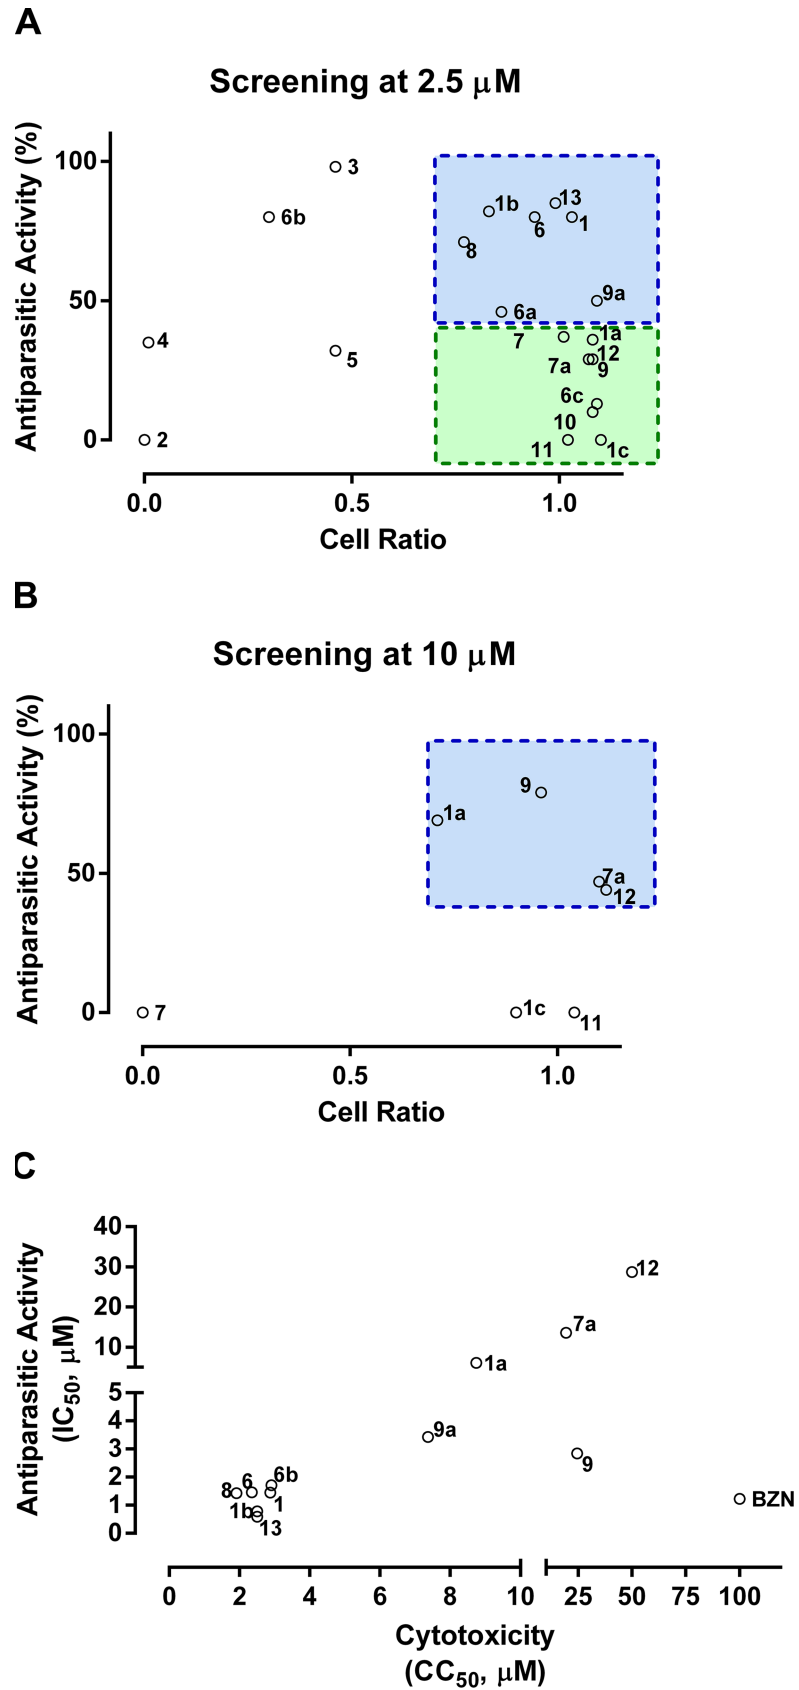 A
Screening at 2.5 μM
Antiparasitic Activity (%)
100
50
0
3
6b
1b
13
6
1
8
9a
6a
4
5
7
1a
12
7a
9
6c
10
2
11
1c
0.0 0.5 1.0
Cell Ratio
B
Screening at 10 μM
Antiparasitic Activity (%)
100
50
0
9
1a
7a
12
7
1c
11
0.0 0.5 1.0
Cell Ratio
C
Antiparasitic Activity
(IC50, μM)
40
30
20
10
5
4
3
2
1
0
12
7a
1a
9a
9
6b
6
8
1
1b
13
BZN
0 2 4 6 8 10 25 50 75 100
Cytotoxicity
(CC50, μM)